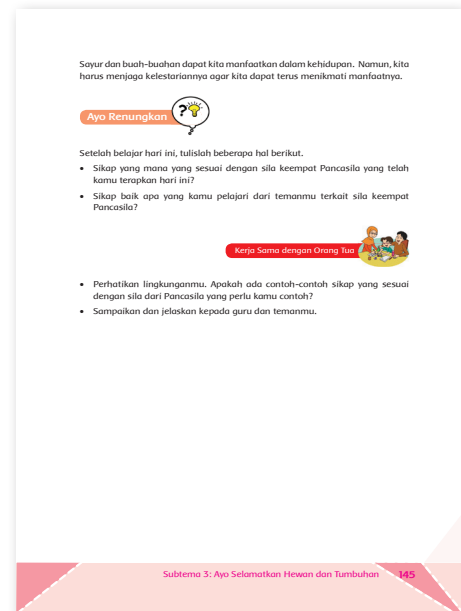 Sayur dan buah-buahan dapat kita manfaatkan dalam kehidupan. Namun, kita
harus menjaga kelestariannya agar kita dapat terus menikmati manfaatnya.
Ayo Renungkan
Setelah belajar hari ini, tulislah beberapa hal berikut.
• Sikap yang mana yang sesuai dengan sila keempat Pancasila yang telah
kamu terapkan hari ini?
• Sikap baik apa yang kamu pelajari dari temanmu terkait sila keempat
Pancasila?
Kerja Sama dengan Orang Tua
• Perhatikan lingkunganmu. Apakah ada contoh-contoh sikap yang sesuai
dengan sila dari Pancasila yang perlu kamu contoh?
• Sampaikan dan jelaskan kepada guru dan temanmu.
Subtema 3: Ayo Selamatkan Hewan dan Tumbuhan 145